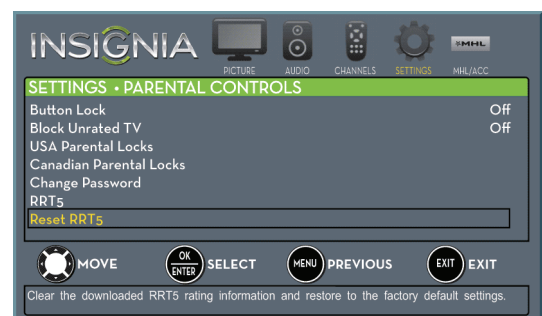 INSIGNIA
PICTURE AUDIO CHANNELS SETTINGS MHL MHL/ACC
SETTINGS • PARENTAL CONTROLS
Button Lock Off
Block Unrated TV Off
USA Parental Locks
Canadian Parental Locks
Change Password
RRT5
Reset RRT5
MOVE OK ENTER SELECT MENU PREVIOUS EXIT EXIT
Clear the downloaded RRT5 rating information and restore to the factory default settings.